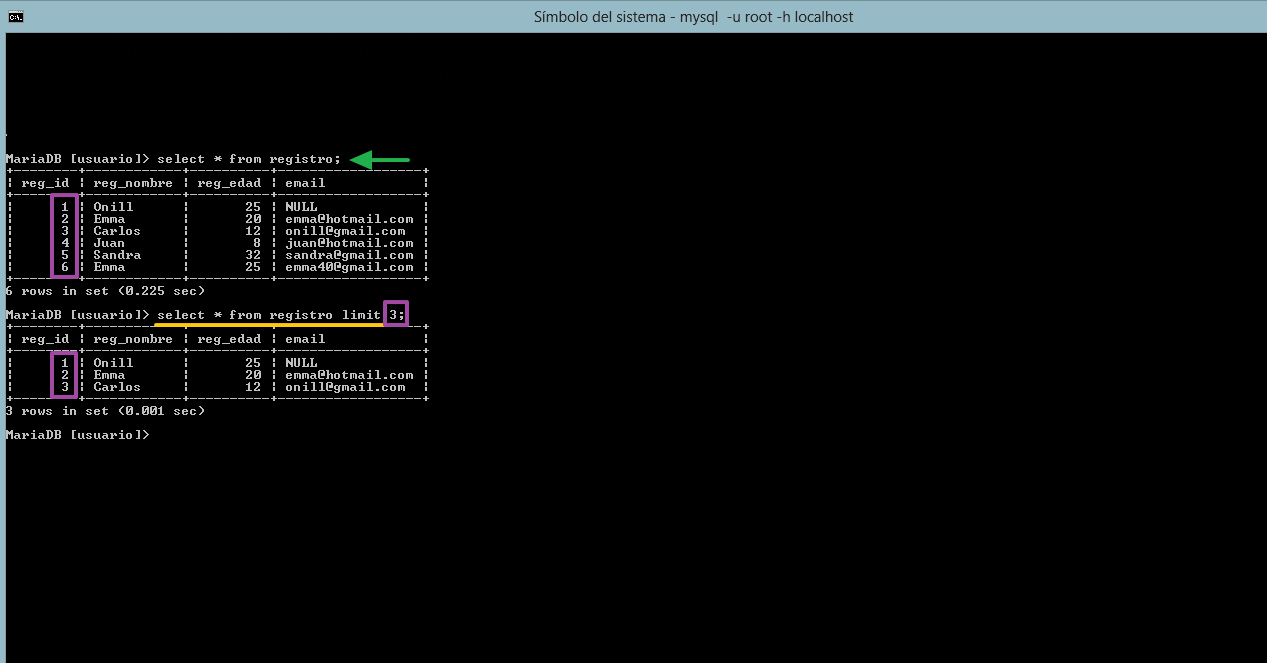 Símbolo del sistema - mysql  -u root -h localhost
MariaDB [usuario]> select * from registro;
+--------+------------+----------+------------------+
| reg_id | reg_nombre | reg_edad | email            |
+--------+------------+----------+------------------+
|      1 | Onill      |       25 | NULL             |
|      2 | Emma       |       20 | emma@hotmail.com |
|      3 | Carlos     |       12 | onill@gmail.com  |
|      4 | Juan       |        8 | juan@hotmail.com |
|      5 | Sandra     |       32 | sandra@gmail.com |
|      6 | Emma       |       25 | emma40@gmail.com |
+--------+------------+----------+------------------+
6 rows in set (0.225 sec)
MariaDB [usuario]> select * from registro limit 3;
+--------+------------+----------+------------------+
| reg_id | reg_nombre | reg_edad | email            |
+--------+------------+----------+------------------+
|      1 | Onill      |       25 | NULL             |
|      2 | Emma       |       20 | emma@hotmail.com |
|      3 | Carlos     |       12 | onill@gmail.com  |
+--------+------------+----------+------------------+
3 rows in set (0.001 sec)
MariaDB [usuario]>